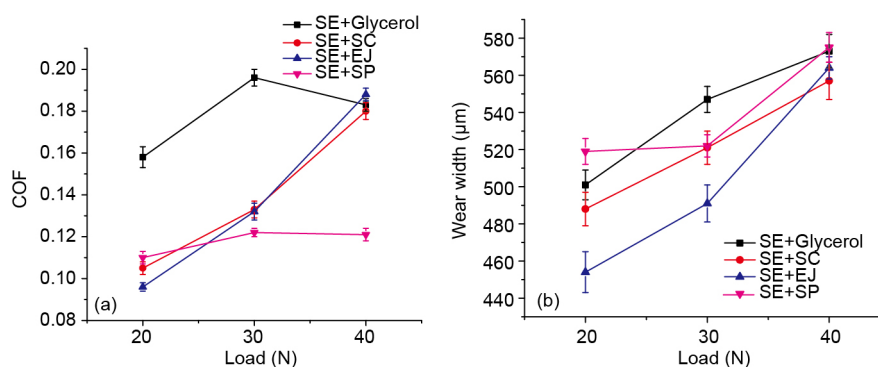 SE+Glycerol
SE+SC
SE+EJ
SE+SP
0.20
0.18
0.16
0.14
0.12
0.10
0.08
COF
(a)
20
30
40
Load (N)
580
560
540
520
500
480
460
440
Wear width (μm)
SE+Glycerol
SE+SC
SE+EJ
SE+SP
(b)
20
30
40
Load (N)